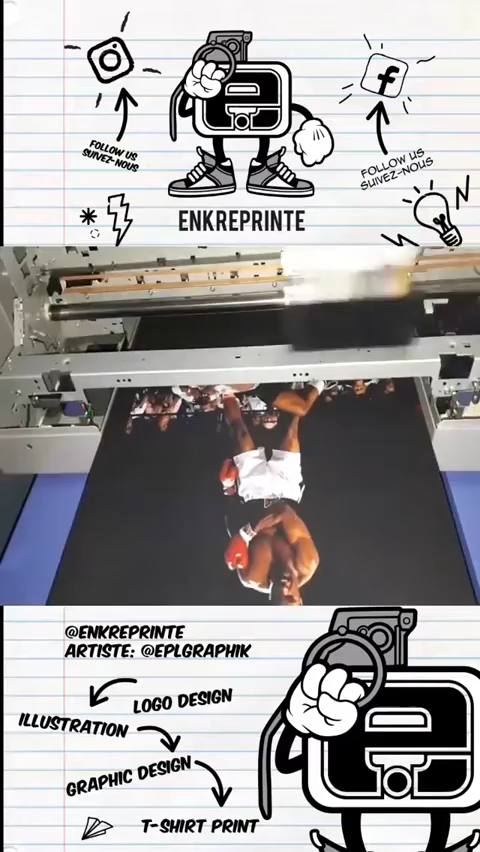 FOLLOW US
SUIVEZ-NOUS
FOLLOW US
SUIVEZ-NOUS
ENKREPRINTE
@ENKREPRINTE
ARTISTE: @EPLGRAPHIK
LOGO DESIGN
ILLUSTRATION
GRAPHIC DESIGN
T-SHIRT PRINT